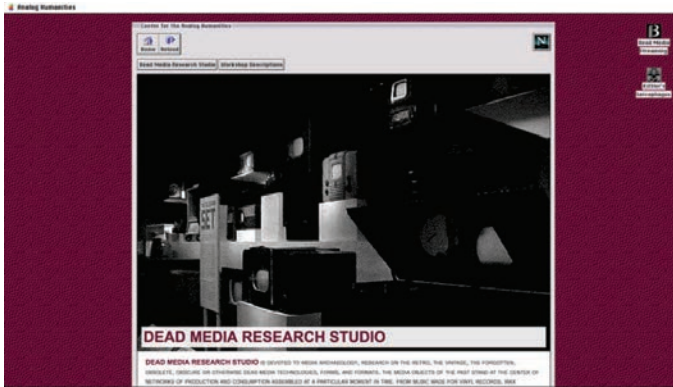 Analog Humanities
Center for the Analog Humanities
Home Reload
N
Dead Media Research Studio Workshop Descriptions
B
Dead Media
Streaming
Editor's
Sarcophagus
SET
DEAD MEDIA RESEARCH STUDIO
DEAD MEDIA RESEARCH STUDIO IS DEVOTED TO MEDIA ARCHAEOLOGY, RESEARCH ON THE RETRO, THE VINTAGE, THE FORGOTTEN,
OBSOLETE, OBSCURE OR OTHERWISE DEAD MEDIA TECHNOLOGIES, FORMS, AND FORMATS. THE MEDIA OBJECTS OF THE PAST STAND AT THE CENTER OF
NETWORKS OF PRODUCTION AND CONSUMPTION ASSEMBLED AT A PARTICULAR MOMENT IN TIME. FROM MUSIC MADE FOR VINYL RECORDS,